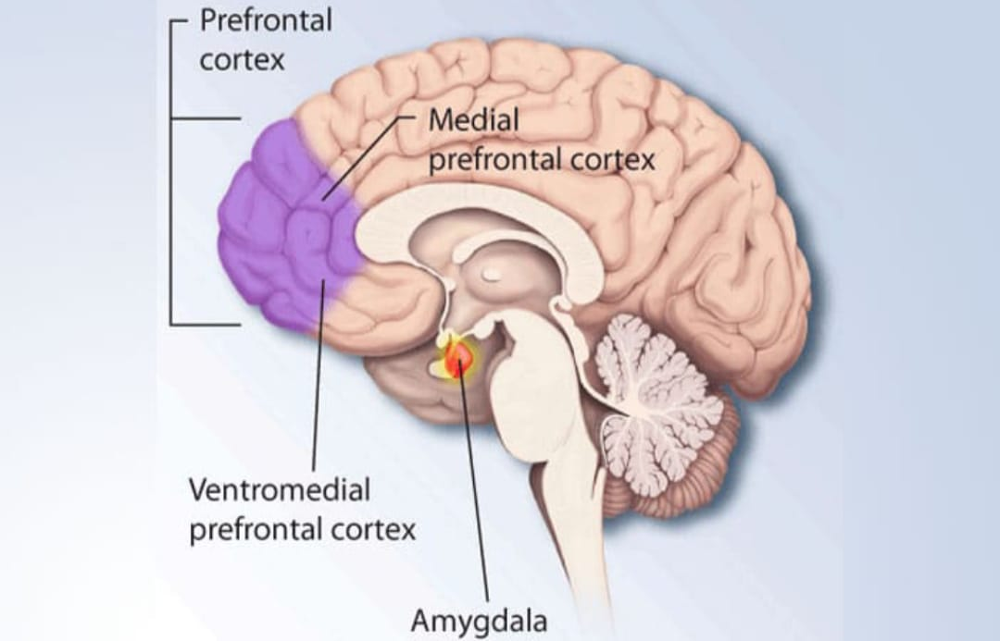 Prefrontal
cortex
Medial
prefrontal cortex
Ventromedial
prefrontal cortex
Amygdala